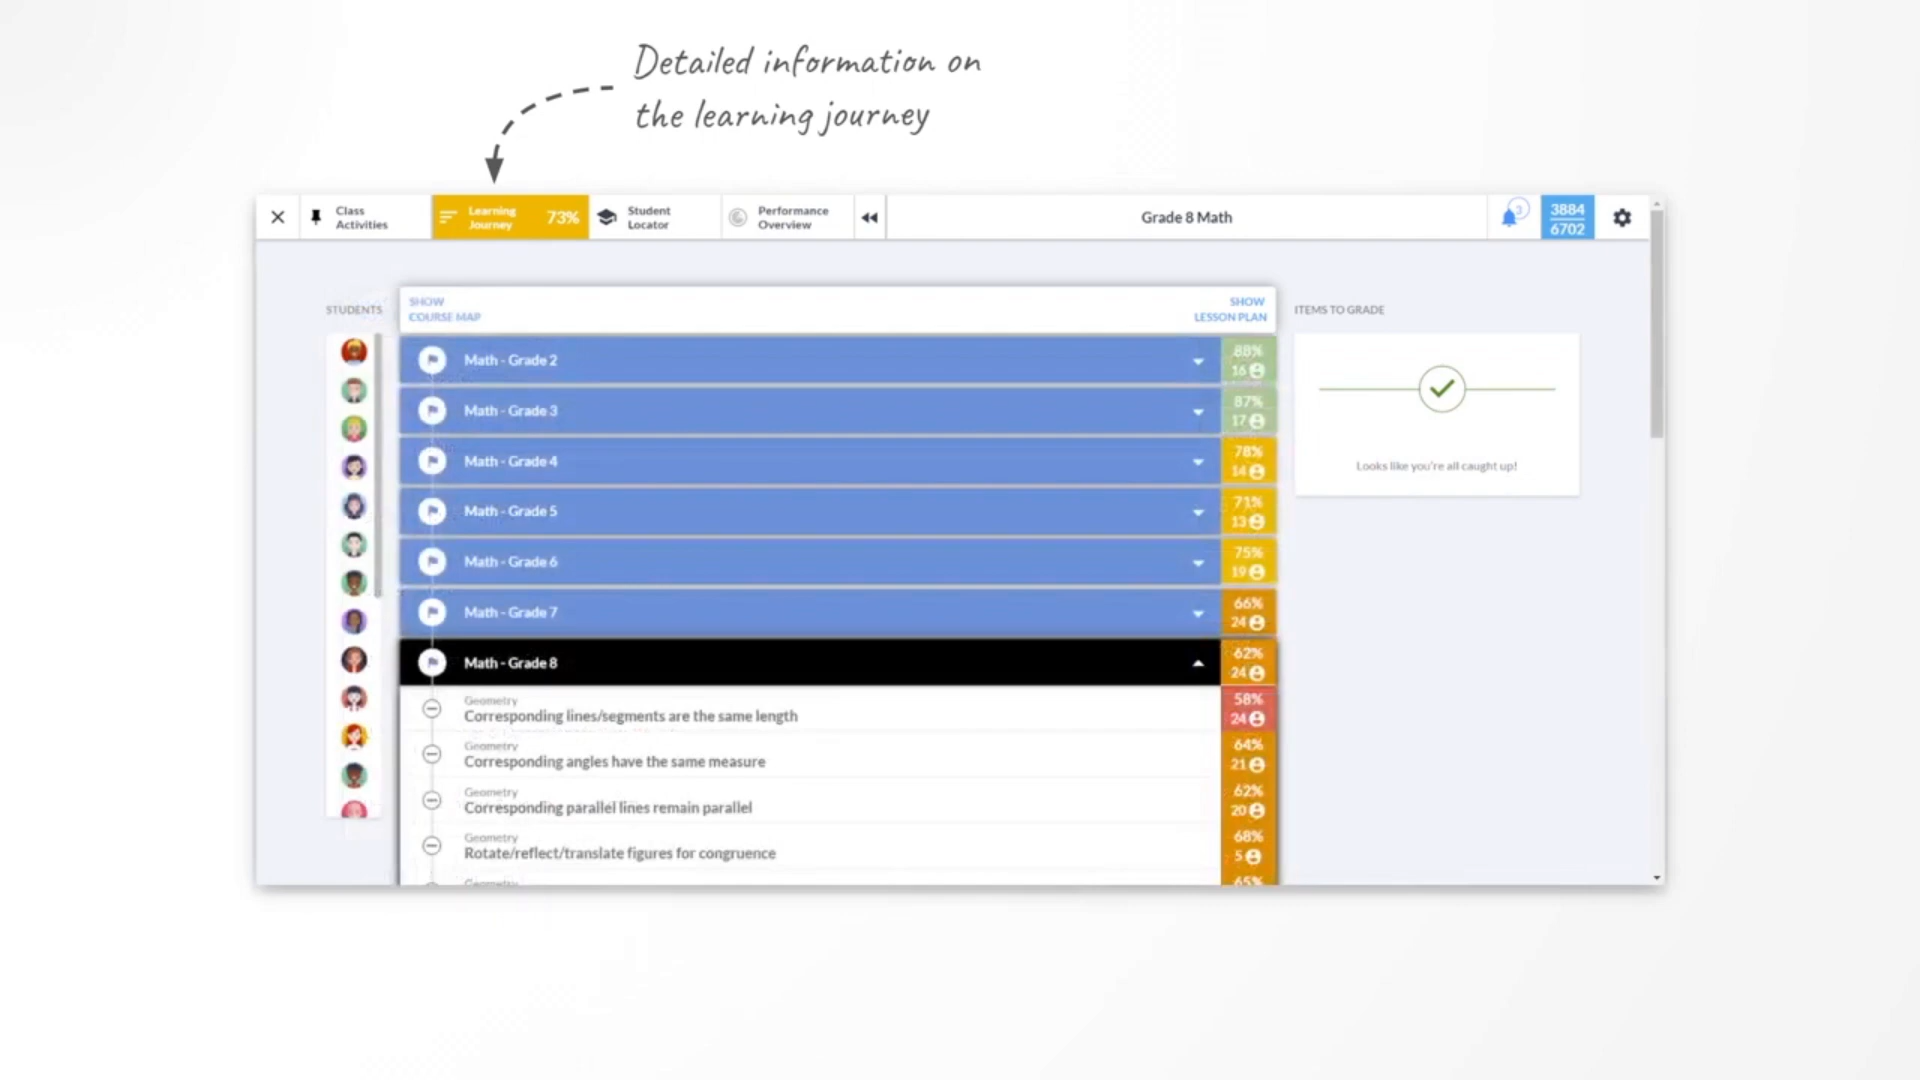 Detailed information on
the learning journey
Class
Activities
Learning
Journey
73%
Student
Locator
Performance
Overview
Grade 8 Math
3
3884
6702
STUDENTS
SHOW
COURSE MAP
SHOW
LESSON PLAN
ITEMS TO GRADE
Math - Grade 2
88%
16
Math - Grade 3
87%
17
Math - Grade 4
78%
14
Math - Grade 5
71%
13
Math - Grade 6
75%
19
Math - Grade 7
66%
24
Math - Grade 8
62%
24
Geometry
Corresponding lines/segments are the same length
58%
24
Geometry
Corresponding angles have the same measure
64%
21
Geometry
Corresponding parallel lines remain parallel
62%
20
Geometry
Rotate/reflect/translate figures for congruence
68%
5
Geometry
65%
Looks like you're all caught up!